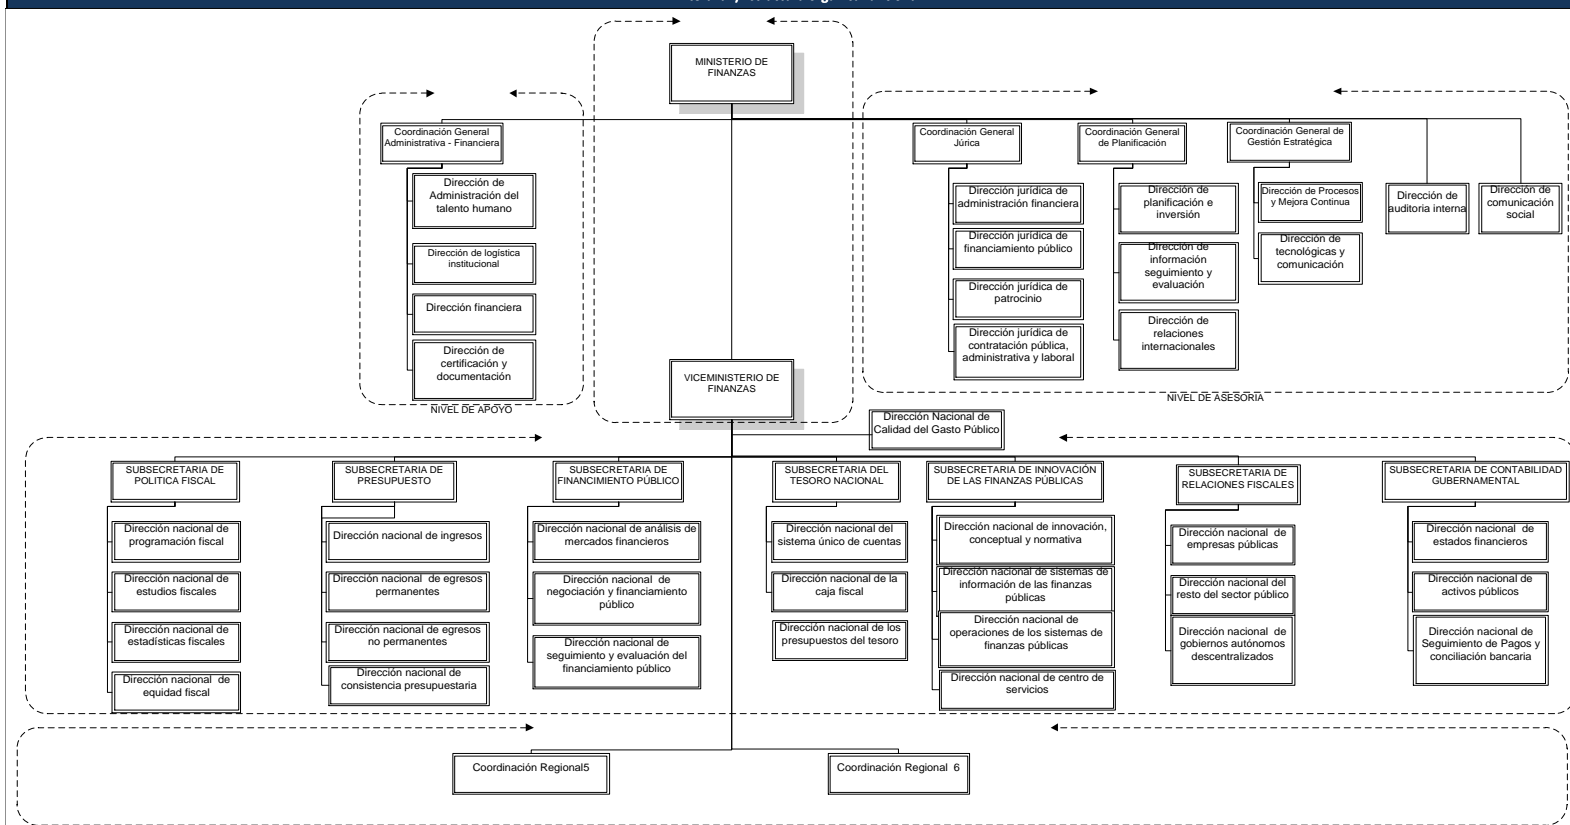 MINISTERIO DE
FINANZAS
Coordinación General
Administrativa - Financiera
Dirección de
Administración del
talento humano
Dirección de logística
institucional
Dirección financiera
Dirección de
certificación y
documentación
NIVEL DE APOYO
Coordinación General
Júrica
Dirección jurídica de
administración financiera
Dirección jurídica de
financiamiento público
Dirección jurídica de
patrocinio
Dirección jurídica de
contratación pública,
administrativa y laboral
Coordinación General
de Planificación
Dirección de
planificación e
inversión
Dirección de
información
seguimiento y
evaluación
Dirección de
relaciones
internacionales
Coordinación General de
Gestión Estratégica
Dirección de Procesos
y Mejora Continua
Dirección de
tecnológicas y
comunicación
Dirección de
auditoria interna
Dirección de
comunicación
social
NIVEL DE ASESORIA
VICEMINISTERIO DE
FINANZAS
Dirección Nacional de
Calidad del Gasto Público
SUBSECRETARIA DE
POLITICA FISCAL
Dirección nacional de
programación fiscal
Dirección nacional de
estudios fiscales
Dirección nacional de
estadísticas fiscales
Dirección nacional  de
equidad fiscal
SUBSECRETARIA DE
PRESUPUESTO
Dirección nacional de ingresos
Dirección nacional  de egresos
permanentes
Dirección nacional de egresos
no permanentes
Dirección nacional de
consistencia presupuestaria
SUBSECRETARIA DE
FINANCIMIENTO PÚBLICO
Dirección nacional de análisis de
mercados financieros
Dirección nacional  de
negociación y financiamiento
público
Dirección nacional de
seguimiento y evaluación del
financiamiento público
SUBSECRETARIA DEL
TESORO NACIONAL
Dirección nacional del
sistema único de cuentas
Dirección nacional de la
caja fiscal
Dirección nacional de los
presupuestos del tesoro
SUBSECRETARIA DE INNOVACIÓN
DE LAS FINANZAS PÚBLICAS
Dirección nacional de innovación,
conceptual y normativa
Dirección nacional de sistemas de
información de las finanzas
públicas
Dirección nacional de
operaciones de los sistemas de
finanzas públicas
Dirección nacional de centro de
servicios
SUBSECRETARIA DE
RELACIONES FISCALES
Dirección nacional  de
empresas públicas
Dirección nacional del
resto del sector público
Dirección nacional  de
gobiernos autónomos
descentralizados
SUBSECRETARIA DE CONTABILIDAD
GUBERNAMENTAL
Dirección nacional  de
estados financieros
Dirección nacional de
activos públicos
Dirección nacional de
Seguimiento de Pagos y
conciliación bancaria
Coordinación Regional5
Coordinación Regional  6